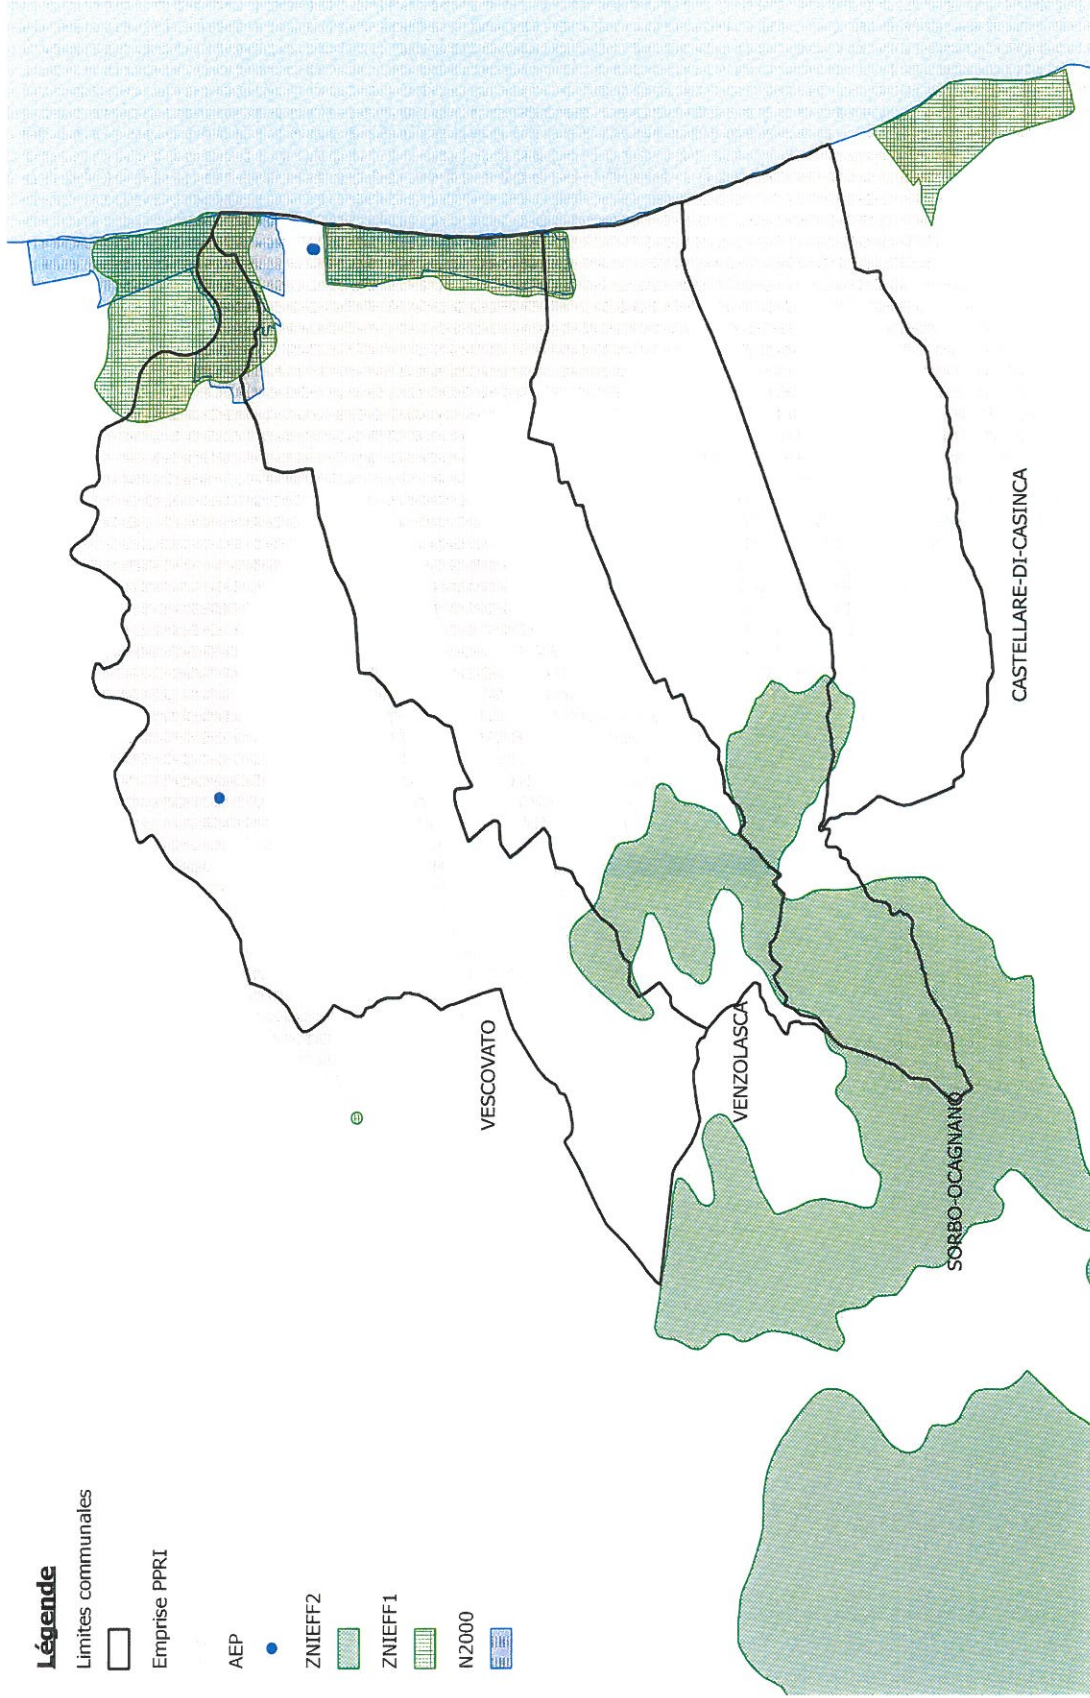 Légende
Limites communales
Emprise PPRI
AEP
ZNIEFF2
ZNIEFF1
N2000
VESCOVATO
VENZOLASCA
SORBO-OCAGNANO
CASTELLARE-DI-CASINCA